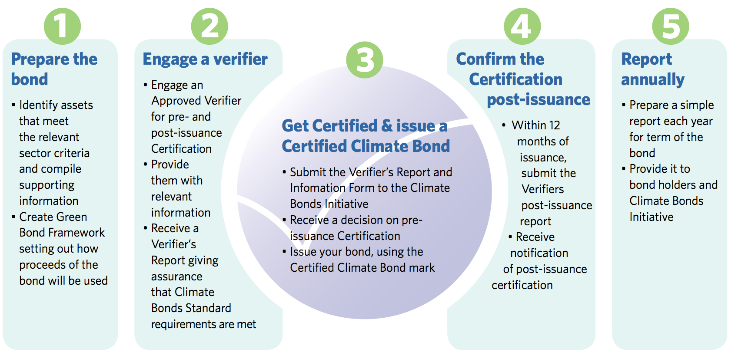 1
Prepare the
bond
• Identify assets
that meet
the relevant
sector criteria
and compile
supporting
information
• Create Green
Bond Framework
setting out how
proceeds of the
bond will be used
2
Engage a verifier
• Engage an
Approved Verifier
for pre- and
post-issuance
Certification
• Provide
them with
relevant
information
• Receive a
Verifier's
Report giving
assurance
that Climate
Bonds Standard
requirements are met
3
Get Certified & issue a
Certified Climate Bond
• Submit the Verifier's Report and
Infomation Form to the Climate
Bonds Initiative
• Receive a decision on pre-
issuance Certification
• Issue your bond, using the
Certified Climate Bond mark
4
Confirm the
Certification
post-issuance
• Within 12
months of
issuance,
submit the
Verifiers
post-issuance
report
• Receive
notification
of post-issuance
certification
5
Report
annually
• Prepare a simple
report each year
for term of the
bond
• Provide it to
bond holders and
Climate Bonds
Initiative